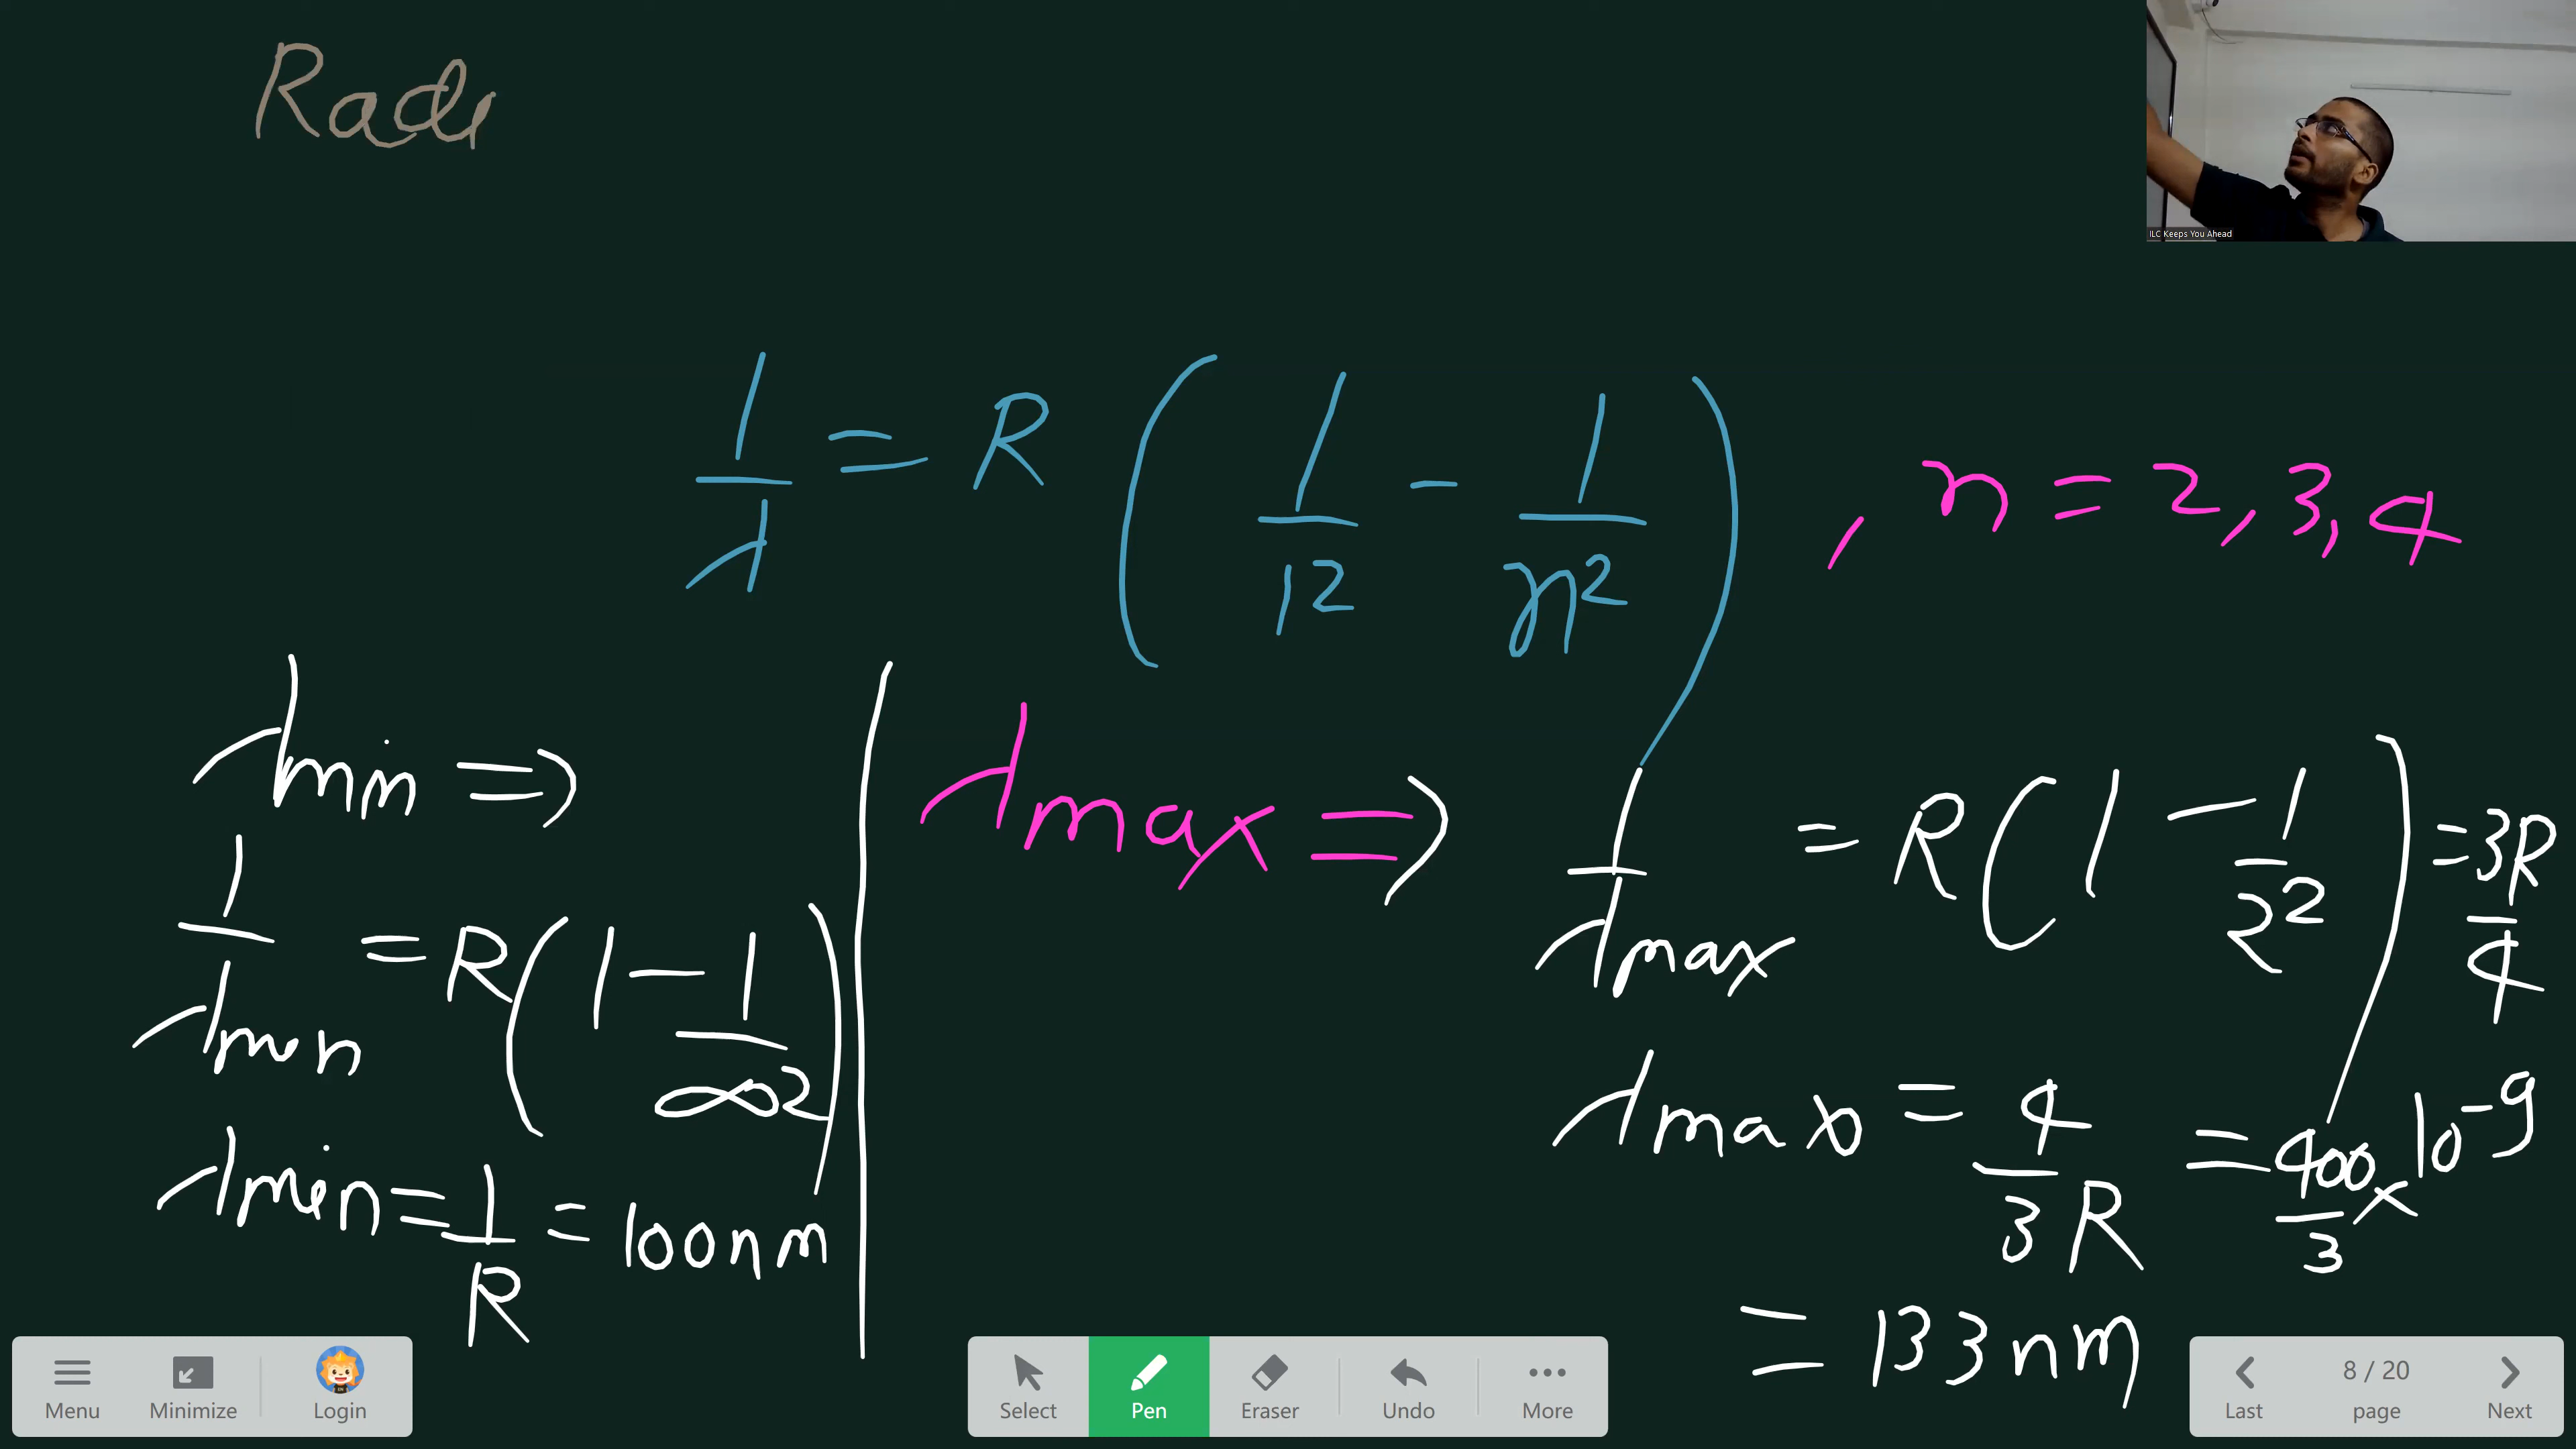 Radi
ILC Keeps You Ahead
1/λ = R (1/1² - 1/n²), n = 2, 3, 4
λmin ⇒
1/λmin = R(1 - 1/∞²)
λmin = 1/R = 100nm
λmax ⇒ 1/λmax = R(1 - 1/2²) = 3R/4
λmax = 4/3R = 400/3 × 10⁻⁹
= 133nm
Menu Minimize Login
Select Pen Eraser Undo More
8 / 20
Last page Next